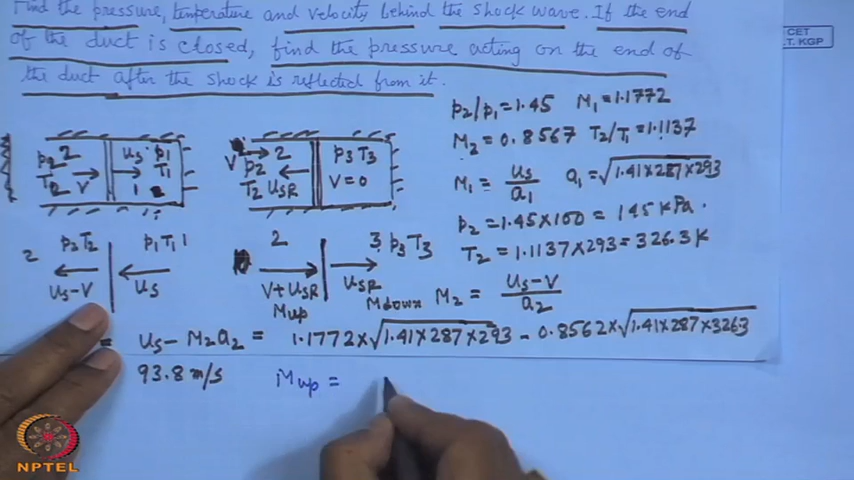 Find the pressure, temperature and velocity behind the shock wave. If the end
of the duct is closed, find the pressure acting on the end of
the duct after the shock is reflected from it.
CET
I.T. KGP
p2/p1 = 1.45 M1 = 1.1772
M2 = 0.8567 T2/T1 = 1.1137
M1 = us/a1 a1 = √1.41×287×293
p2 = 1.45×100 = 145 kPa.
T2 = 1.1137×293 = 326.3 K
p2 2 us p1
T2 V T1
1
V 2 p3 T3
p2
T2 usR V=0
2 p2 T2 p1 T1 1
us-V us
2 3 p3 T3
V+usR usR
Mup Mdown M2 = us-V/a2
= us - M2a2 = 1.1772×√1.41×287×293 - 0.8562×√1.41×287×3263
93.8 m/s Mup =
NPTEL